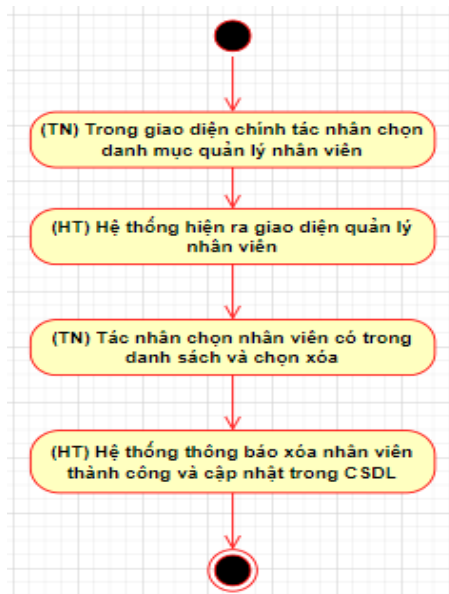 (TN) Trong giao diện chính tác nhân chọn
danh mục quản lý nhân viên
(HT) Hệ thống hiện ra giao diện quản lý
nhân viên
(TN) Tác nhân chọn nhân viên có trong
danh sách và chọn xóa
(HT) Hệ thống thông báo xóa nhân viên
thành công và cập nhật trong CSDL